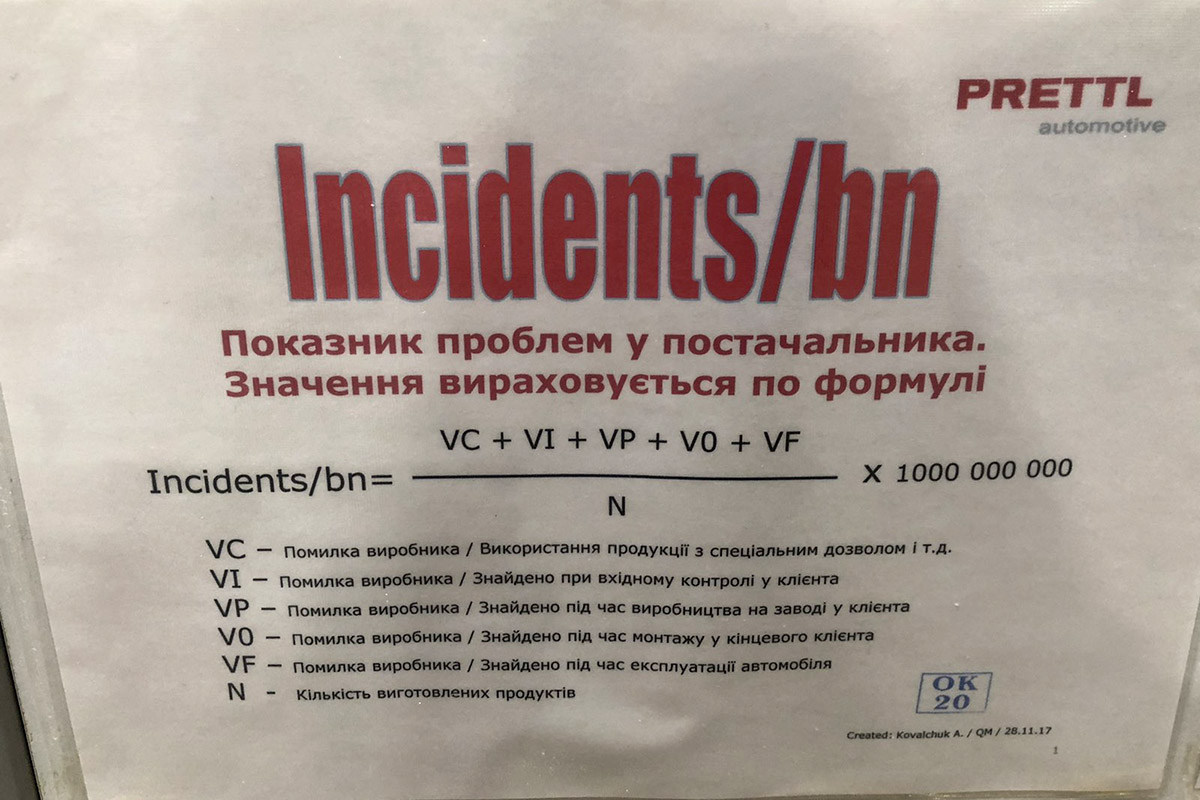 PRETTL
automotive
Incidents/bn
Показник проблем у постачальника.
Значення вираховується по формулі
VC + VI + VP + V0 + VF
Incidents/bn= X 1000 000 000
N
VC – Помилка виробника / Використання продукції з спеціальним дозволом і т.д.
VI – Помилка виробника / Знайдено при вхідному контролі у клієнта
VP – Помилка виробника / Знайдено під час виробництва на заводі у клієнта
V0 – Помилка виробника / Знайдено під час монтажу у кінцевого клієнта
VF – Помилка виробника / Знайдено під час експлуатації автомобіля
N - Кількість виготовлених продуктів
OK
20
Created: Kovalchuk A. / QM / 28.11.17
1